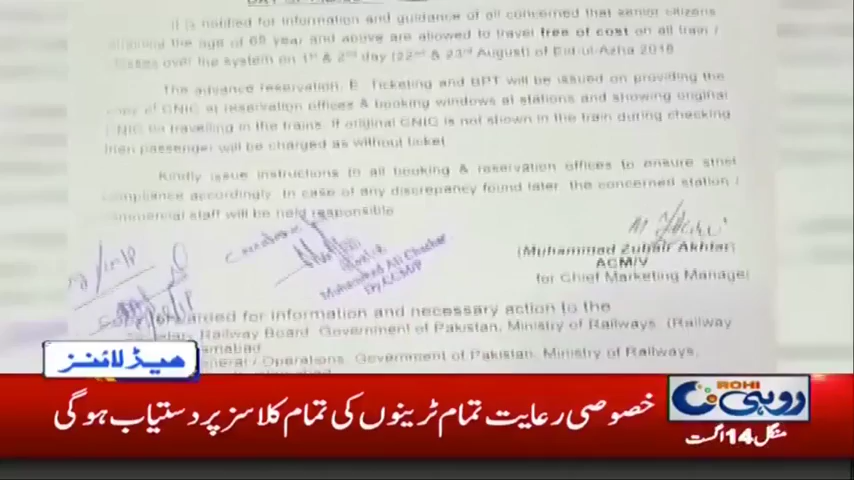 It is notified for information and guidance of all concerned that senior citizens
attaining the age of 65 year and above are allowed to travel free of cost on all train /
classes over the system on 1st & 2nd day (22nd & 23rd August) of Eid-ul-Azha 2018
The advance reservation, E. Ticketing and BPT will be issued on providing the
copy of CNIC at reservation offices & booking windows at stations and showing original
CNIC on travelling in the trains. If original CNIC is not shown in the train during checking
then passenger will be charged as without ticket
Kindly issue instructions to all booking & reservation offices to ensure strict
compliance accordingly. In case of any discrepancy found later, the concerned station /
commercial staff will be held responsible
(Muhammad Zubair Akhtar)
ACM/V
for Chief Marketing Manager
Muhammad Ali Chachar
Dy.CCM/P
Copy forwarded for information and necessary action to the
Secretary Railway Board, Government of Pakistan, Ministry of Railways, (Railway
General / Operations, Government of Pakistan, Ministry of Railways,
ھیڈلائنز
خصوصی رعایت تمام ٹرینوں کی تمام کلاسز پر دستیاب ہوگی
ROHI
روہی
منگل 14 اگست